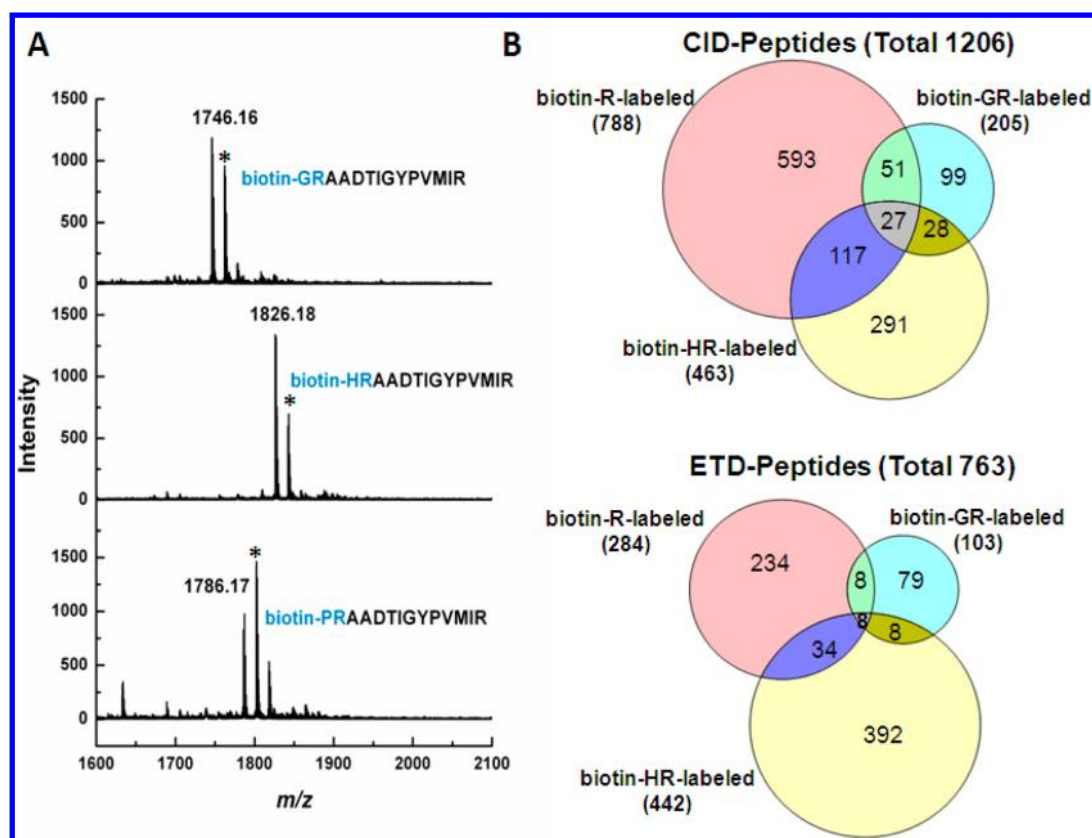 A
1500
1000
500
0
1746.16
*
biotin-GRAADTIGYPVMIR
1500
1000
500
0
1826.18
biotin-HRAADTIGYPVMIR
*
1500
1000
500
0
*
1786.17
biotin-PRAADTIGYPVMIR
Intensity
1600 1700 1800 1900 2000 2100
m/z
B
CID-Peptides (Total 1206)
biotin-R-labeled
(788)
biotin-GR-labeled
(205)
593
51
99
27
28
117
291
biotin-HR-labeled
(463)
ETD-Peptides (Total 763)
biotin-R-labeled
(284)
biotin-GR-labeled
(103)
234
8
79
8
8
34
392
biotin-HR-labeled
(442)